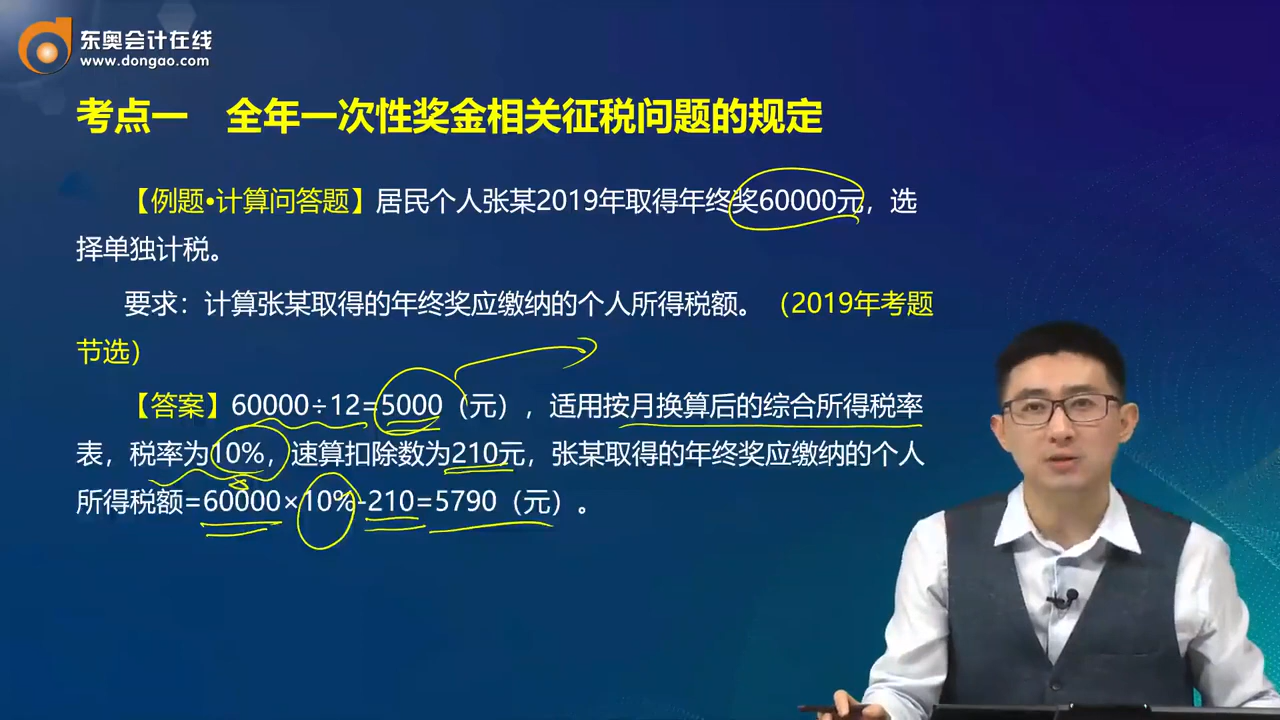 东奥会计在线
www.dongao.com
考点一 全年一次性奖金相关征税问题的规定
【例题•计算问答题】居民个人张某2019年取得年终奖60000元，选
择单独计税。
要求：计算张某取得的年终奖应缴纳的个人所得税额。（2019年考题
节选）
【答案】60000÷12=5000（元），适用按月换算后的综合所得税率
表，税率为10%，速算扣除数为210元，张某取得的年终奖应缴纳的个人
所得税额=60000×10%-210=5790（元）。